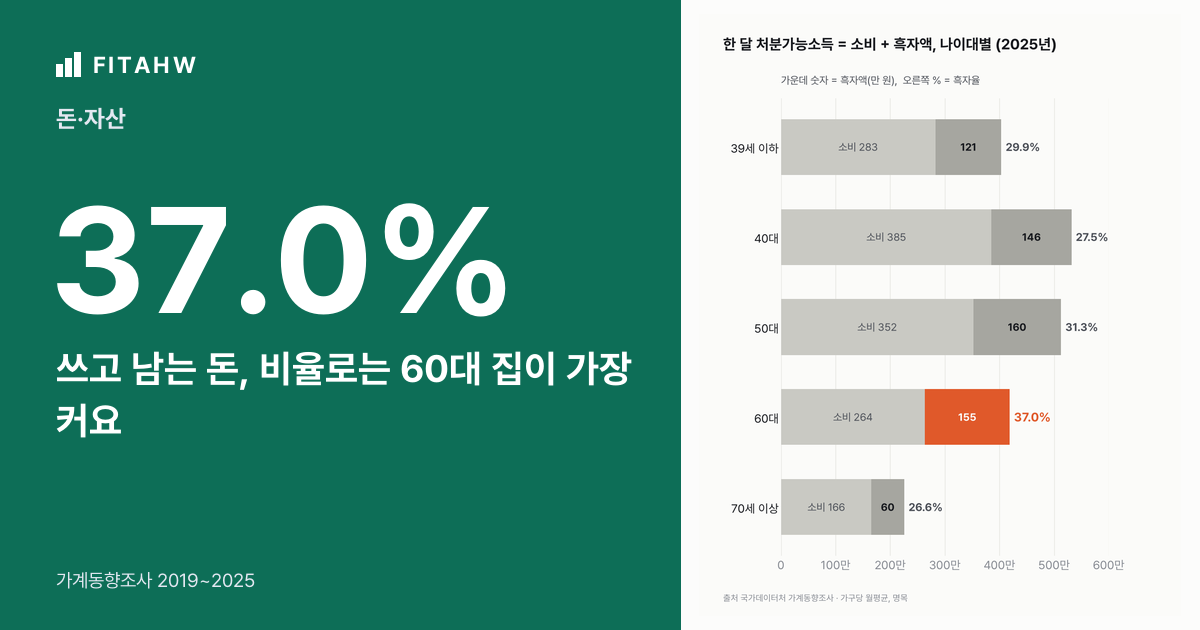 FITAHW
돈·자산
37.0%
쓰고 남는 돈, 비율로는 60대 집이 가장
커요
가계동향조사 2019~2025
한 달 처분가능소득 = 소비 + 흑자액, 나이대별 (2025년)
가운데 숫자 = 흑자액(만 원), 오른쪽 % = 흑자율
39세 이하 소비 283 121 29.9%
40대 소비 385 146 27.5%
50대 소비 352 160 31.3%
60대 소비 264 155 37.0%
70세 이상 소비 166 60 26.6%
0 100만 200만 300만 400만 500만 600만
출처 국가데이터처 가계동향조사 · 가구당 월평균, 명목